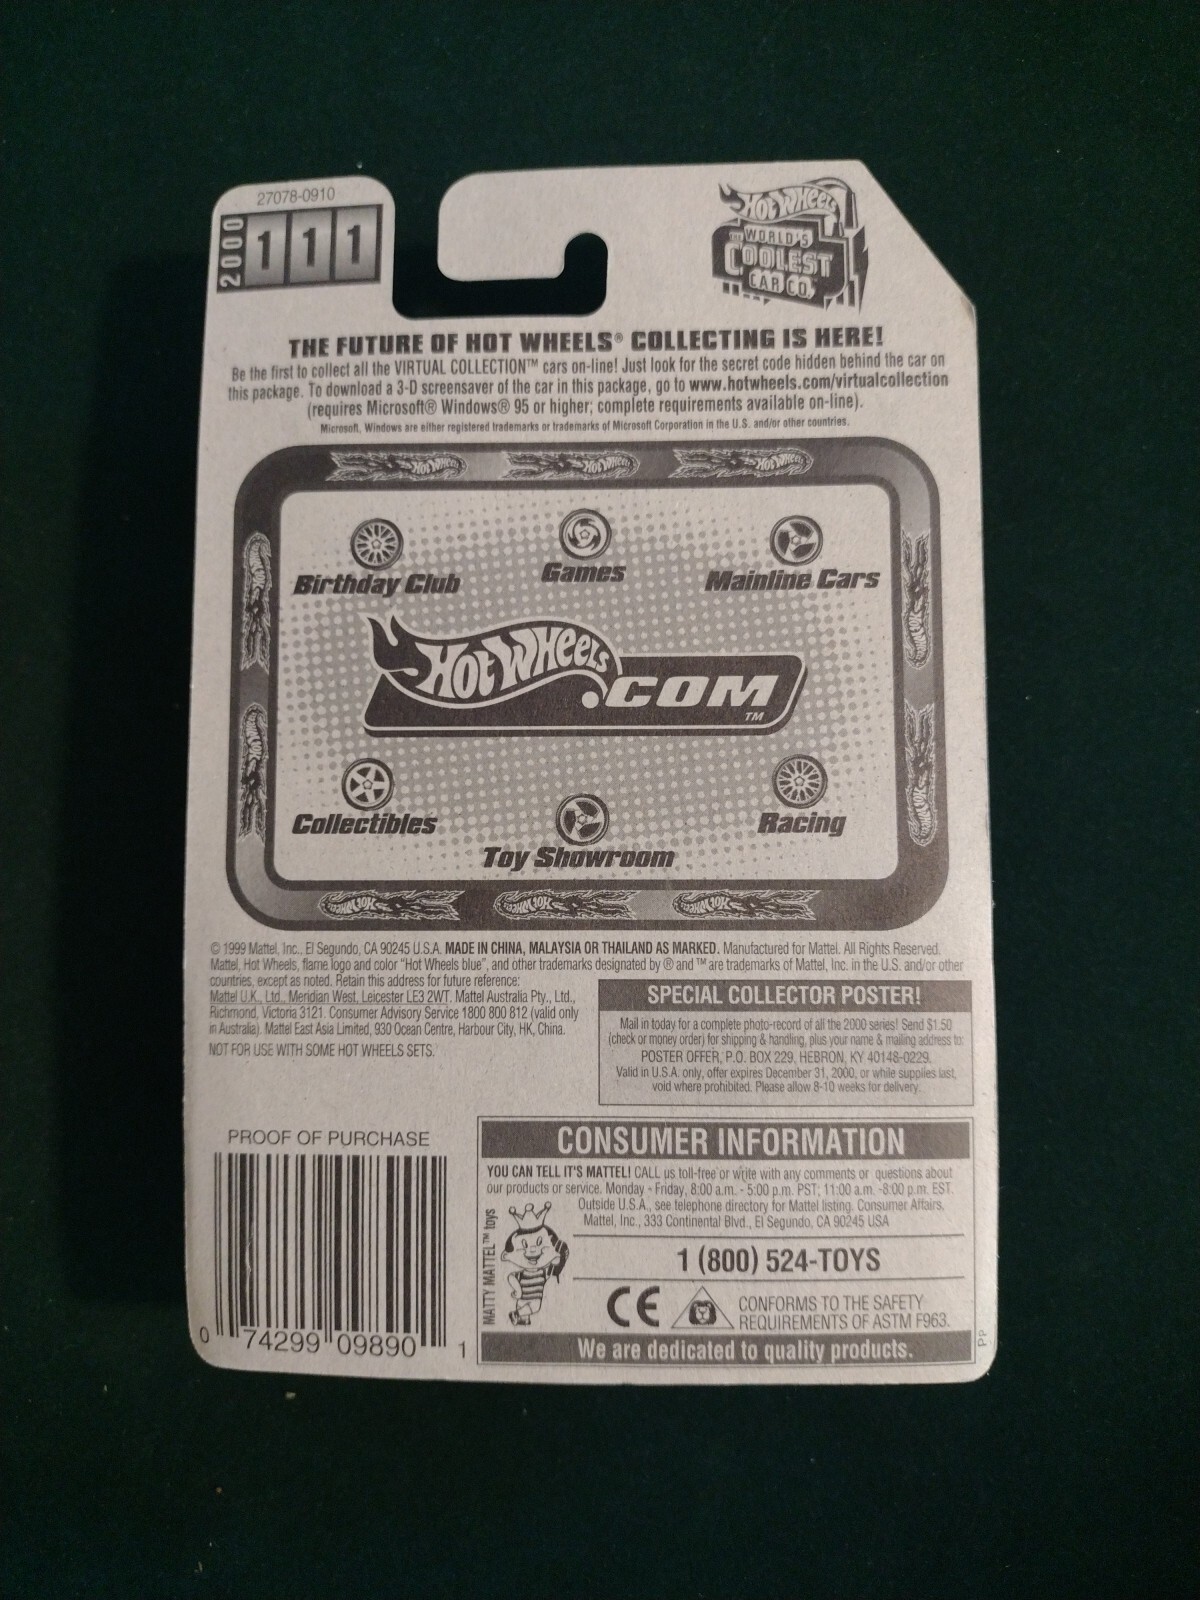 27078-0910
2000
111
HOT WHEELS
THE WORLD'S
COOLEST
CAR CO.
THE FUTURE OF HOT WHEELS® COLLECTING IS HERE!
Be the first to collect all the VIRTUAL COLLECTION™ cars on-line! Just look for the secret code hidden behind the car on
this package. To download a 3-D screensaver of the car in this package, go to www.hotwheels.com/virtualcollection
(requires Microsoft® Windows® 95 or higher; complete requirements available on-line).
Microsoft, Windows are either registered trademarks or trademarks of Microsoft Corporation in the U.S. and/or other countries.
HOT WHEELS HOT WHEELS HOT WHEELS
Birthday Club
Games
Mainline Cars
HOT WHEELS
.COM
™
Collectibles
Toy Showroom
Racing
HOT WHEELS HOT WHEELS HOT WHEELS
© 1999 Mattel, Inc., El Segundo, CA 90245 U.S.A. MADE IN CHINA, MALAYSIA OR THAILAND AS MARKED. Manufactured for Mattel. All Rights Reserved.
Mattel, Hot Wheels, flame logo and color "Hot Wheels blue", and other trademarks designated by ® and ™ are trademarks of Mattel, Inc. in the U.S. and/or other
countries, except as noted. Retain this address for future reference:
Mattel U.K., Ltd., Meridian West, Leicester LE3 2WT. Mattel Australia Pty., Ltd.,
Richmond, Victoria 3121. Consumer Advisory Service 1800 800 812 (valid only
in Australia). Mattel East Asia Limited, 930 Ocean Centre, Harbour City, HK, China.
NOT FOR USE WITH SOME HOT WHEELS SETS.
SPECIAL COLLECTOR POSTER!
Mail in today for a complete photo-record of all the 2000 series! Send $1.50
(check or money order) for shipping & handling, plus your name & mailing address to:
POSTER OFFER, P.O. BOX 229, HEBRON, KY 40148-0229.
Valid in U.S.A. only, offer expires December 31, 2000, or while supplies last,
void where prohibited. Please allow 8-10 weeks for delivery.
PROOF OF PURCHASE
0 74299 09890 1
CONSUMER INFORMATION
YOU CAN TELL IT'S MATTEL! CALL us toll-free or write with any comments or questions about
our products or service. Monday - Friday, 8:00 a.m. - 5:00 p.m. PST; 11:00 a.m. -8:00 p.m. EST.
Outside U.S.A., see telephone directory for Mattel listing. Consumer Affairs,
Mattel, Inc., 333 Continental Blvd., El Segundo, CA 90245 USA
MATTY MATTEL™ toys
1 (800) 524-TOYS
CE
CONFORMS TO THE SAFETY
REQUIREMENTS OF ASTM F963.
We are dedicated to quality products.
PP